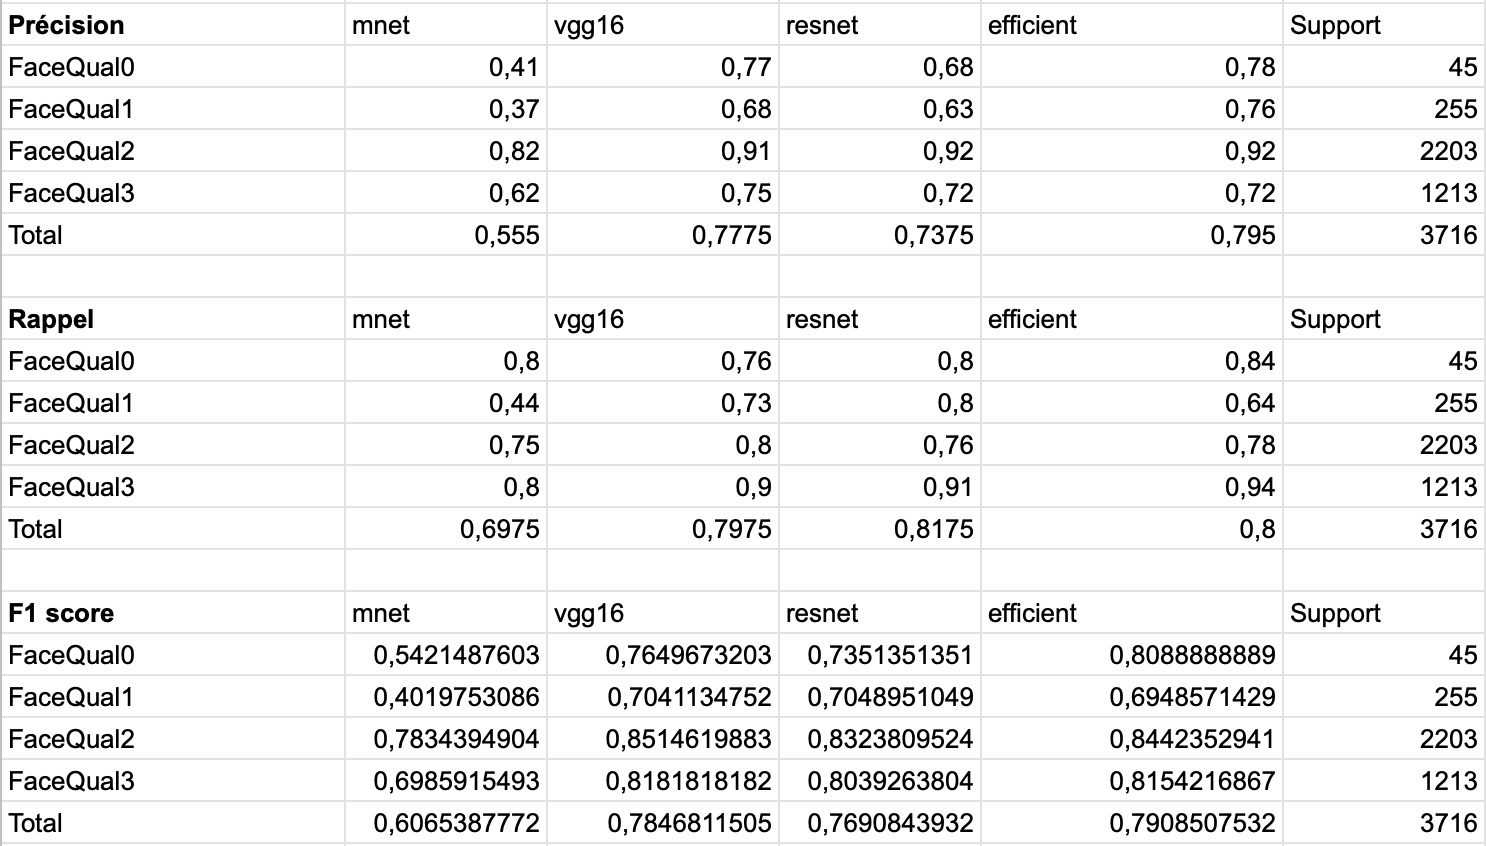 Précision mnet vgg16 resnet efficient Support
FaceQual0 0,41 0,77 0,68 0,78 45
FaceQual1 0,37 0,68 0,63 0,76 255
FaceQual2 0,82 0,91 0,92 0,92 2203
FaceQual3 0,62 0,75 0,72 0,72 1213
Total 0,555 0,7775 0,7375 0,795 3716
Rappel mnet vgg16 resnet efficient Support
FaceQual0 0,8 0,76 0,8 0,84 45
FaceQual1 0,44 0,73 0,8 0,64 255
FaceQual2 0,75 0,8 0,76 0,78 2203
FaceQual3 0,8 0,9 0,91 0,94 1213
Total 0,6975 0,7975 0,8175 0,8 3716
F1 score mnet vgg16 resnet efficient Support
FaceQual0 0,5421487603 0,7649673203 0,7351351351 0,8088888889 45
FaceQual1 0,4019753086 0,7041134752 0,7048951049 0,6948571429 255
FaceQual2 0,7834394904 0,8514619883 0,8323809524 0,8442352941 2203
FaceQual3 0,6985915493 0,8181818182 0,8039263804 0,8154216867 1213
Total 0,6065387772 0,7846811505 0,7690843932 0,7908507532 3716